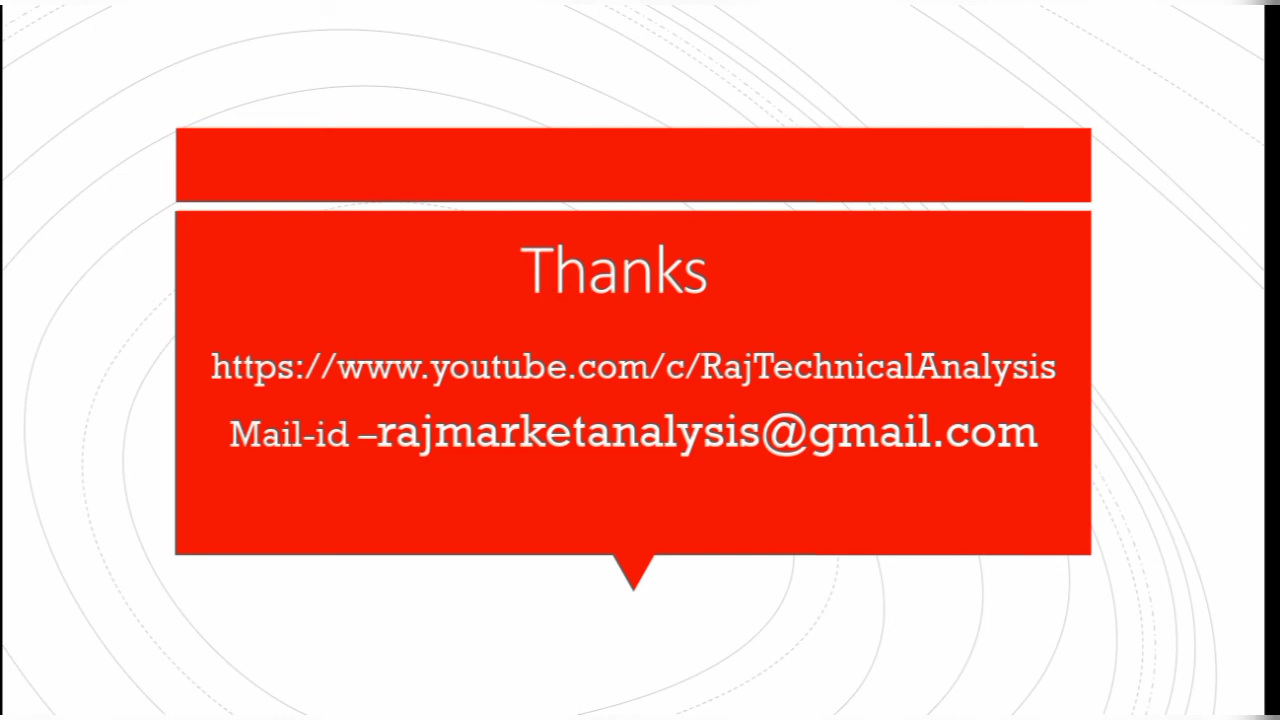 Thanks
https://www.youtube.com/c/RajTechnicalAnalysis
Mail-id –rajmarketanalysis@gmail.com